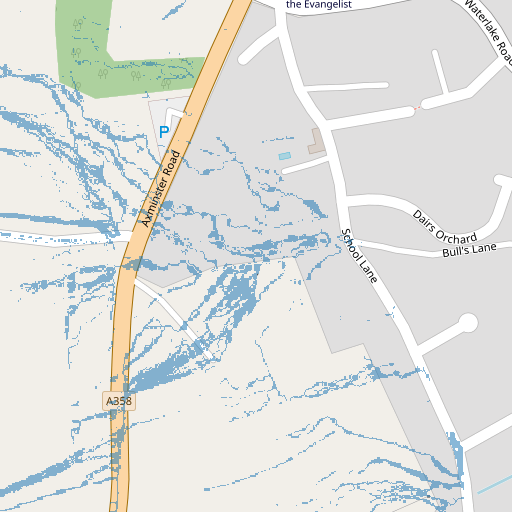 the Evangelist
Waterlake Road
P
Axminster Road
Dairs Orchard
School Lane
Bull's Lane
A358